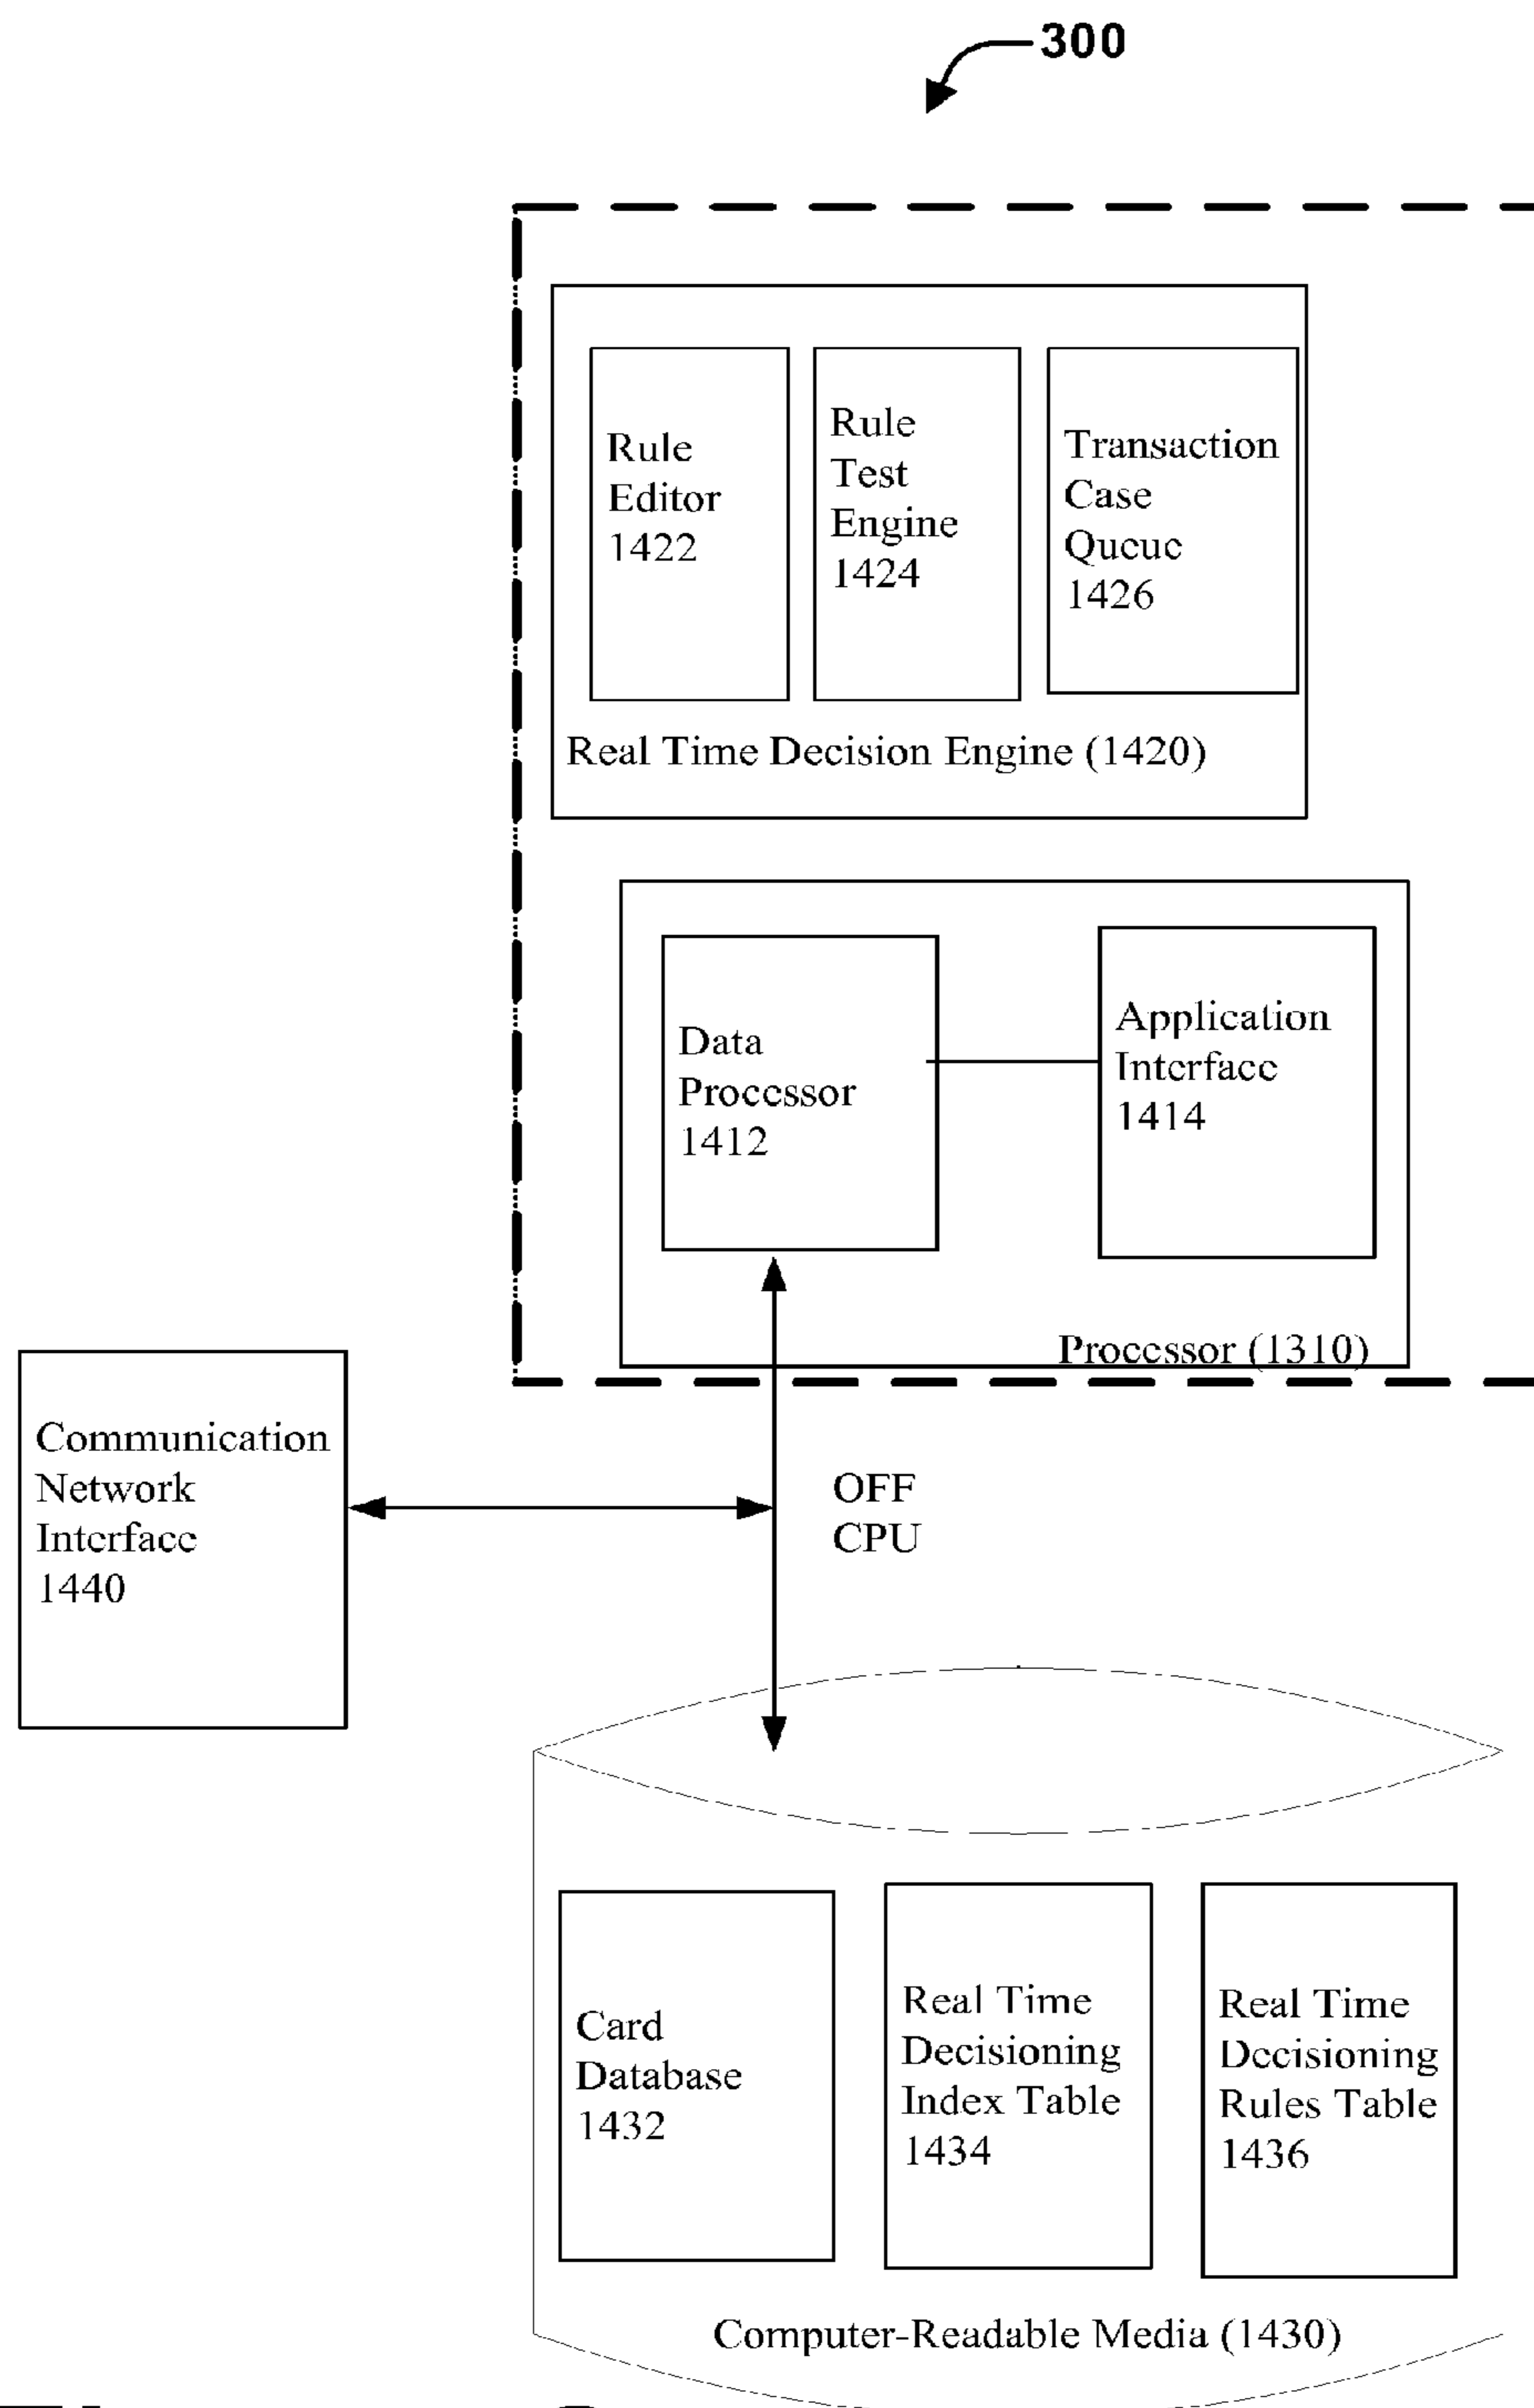 300
Rule
Editor
1422
Rule
Test
Engine
1424
Transaction
Case
Queue
1426
Real Time Decision Engine (1420)
Data
Processor
1412
Application
Interface
1414
Processor (1310)
Communication
Network
Interface
1440
OFF
CPU
Card
Database
1432
Real Time
Decisioning
Index Table
1434
Real Time
Decisioning
Rules Table
1436
Computer-Readable Media (1430)